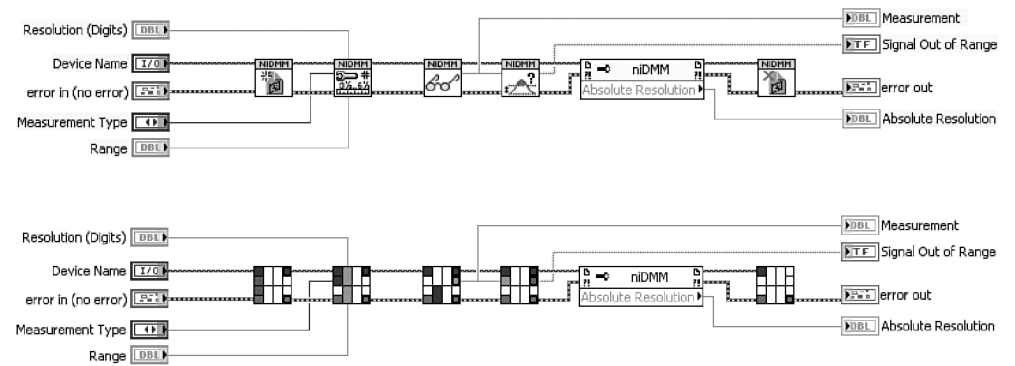 Resolution (Digits) DBL
Device Name I/O
error in (no error)
Measurement Type
Range DBL
NIDMM
NIDMM
NIDMM
NIDMM
?
niDMM
?!
?!
Absolute Resolution
NIDMM
DBL Measurement
TF Signal Out of Range
error out
DBL Absolute Resolution
Resolution (Digits) DBL
Device Name I/O
error in (no error)
Measurement Type
Range DBL
niDMM
?!
?!
Absolute Resolution
DBL Measurement
TF Signal Out of Range
error out
DBL Absolute Resolution